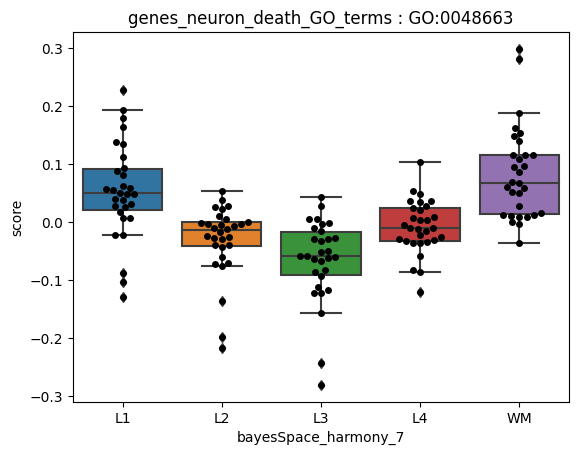 genes_neuron_death_GO_terms : GO:0048663
0.3
0.2
0.1
0.0
−0.1
−0.2
−0.3
score
L1 L2 L3 L4 WM
bayesSpace_harmony_7